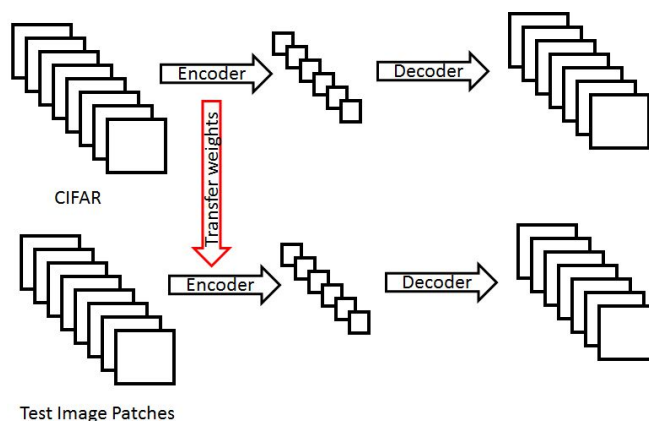 Encoder
Decoder
Transfer weights
CIFAR
Encoder
Decoder
Test Image Patches